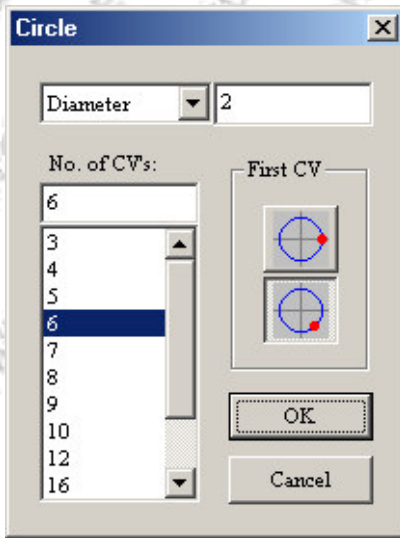 Circle
Diameter 2
No. of CV's:
First CV
6
3
4
5
6
7
8
9
10
12
16
OK
Cancel